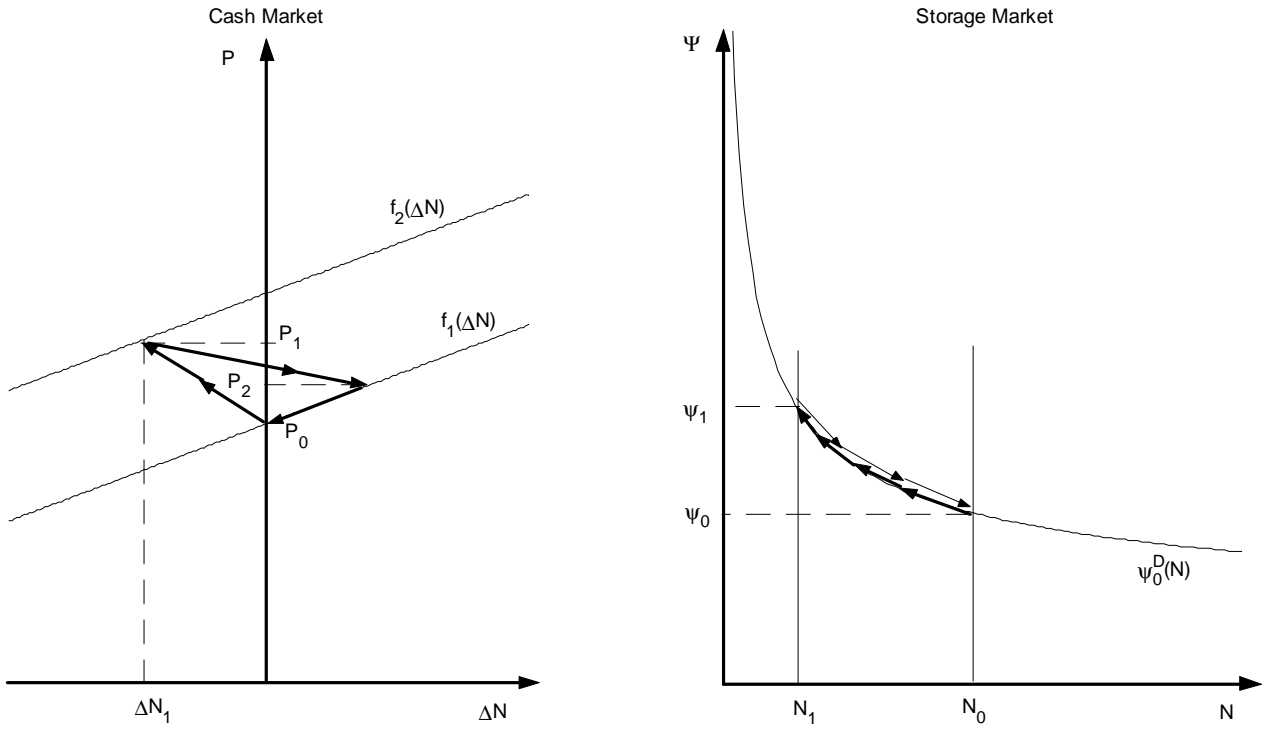 Cash Market
P
f₂(ΔN)
f₁(ΔN)
P₁
P₂
P₀
ΔN₁
ΔN
Storage Market
Ψ
ψ₁
ψ₀
ψ₀ᴰ(N)
N₁
N₀
N